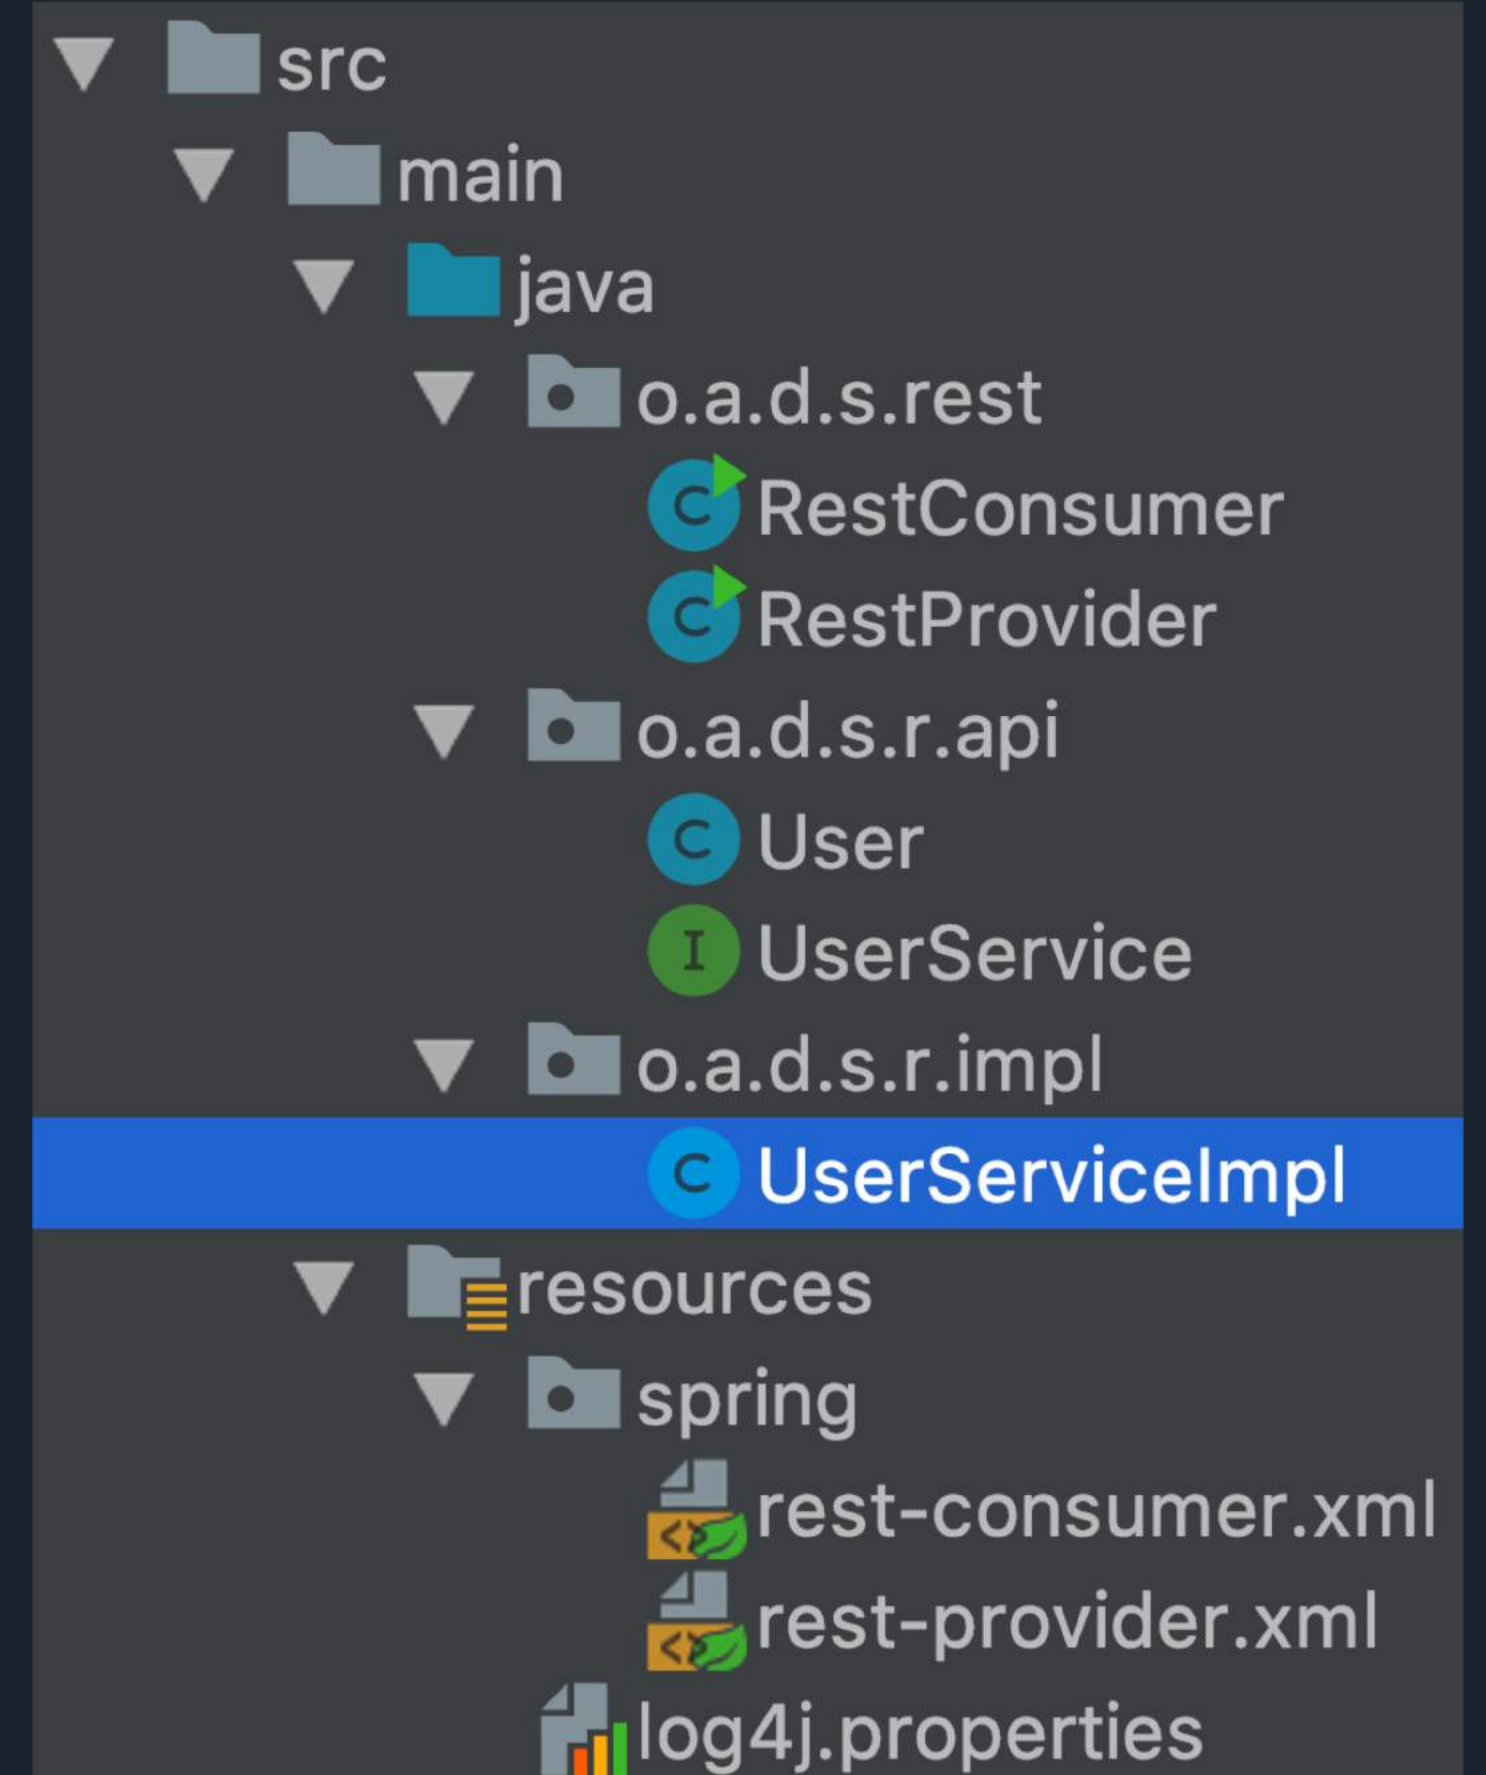 src
main
java
o.a.d.s.rest
C RestConsumer
C RestProvider
o.a.d.s.r.api
C User
I UserService
o.a.d.s.r.impl
C UserServiceImpl
resources
spring
<> rest-consumer.xml
<> rest-provider.xml
log4j.properties